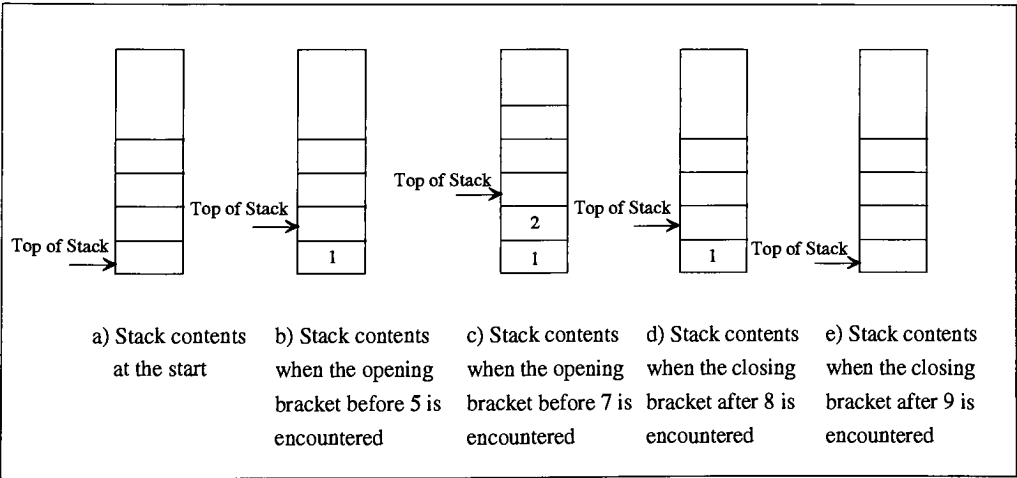 Top of Stack
Top of Stack
1
Top of Stack
2
1
Top of Stack
1
Top of Stack
a) Stack contents
at the start
b) Stack contents
when the opening
bracket before 5 is
encountered
c) Stack contents
when the opening
bracket before 7 is
encountered
d) Stack contents
when the closing
bracket after 8 is
encountered
e) Stack contents
when the closing
bracket after 9 is
encountered